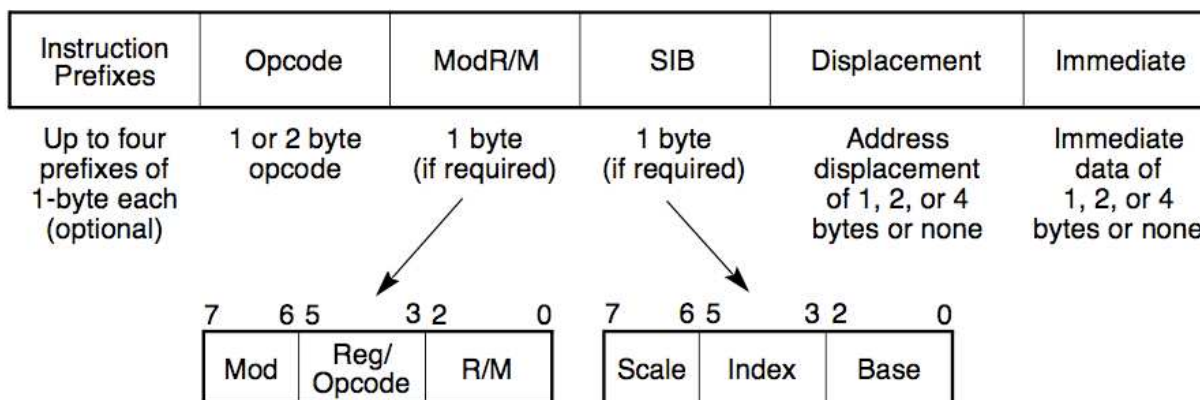 Instruction
Prefixes
Opcode
ModR/M
SIB
Displacement
Immediate
Up to four
prefixes of
1-byte each
(optional)
1 or 2 byte
opcode
1 byte
(if required)
1 byte
(if required)
Address
displacement
of 1, 2, or 4
bytes or none
Immediate
data of
1, 2, or 4
bytes or none
7 6 5 3 2 0
Mod
Reg/
Opcode
R/M
7 6 5 3 2 0
Scale
Index
Base